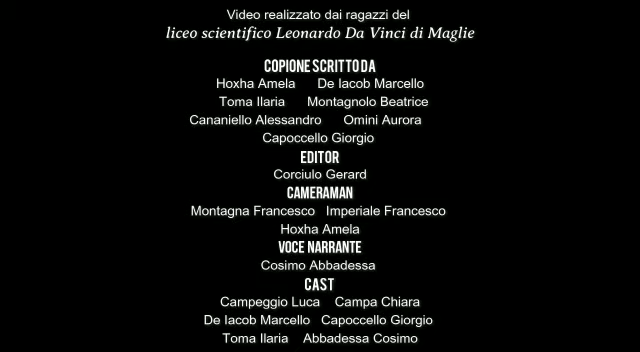 Video realizzato dai ragazzi del
liceo scientifico Leonardo Da Vinci di Maglie
COPIONE SCRITTO DA
Hoxha Amela De Iacob Marcello
Toma Ilaria Montagnolo Beatrice
Cananiello Alessandro Omini Aurora
Capoccello Giorgio
EDITOR
Corciulo Gerard
CAMERAMAN
Montagna Francesco Imperiale Francesco
Hoxha Amela
VOCE NARRANTE
Cosimo Abbadessa
CAST
Campeggio Luca Campa Chiara
De Iacob Marcello Capoccello Giorgio
Toma Ilaria Abbadessa Cosimo